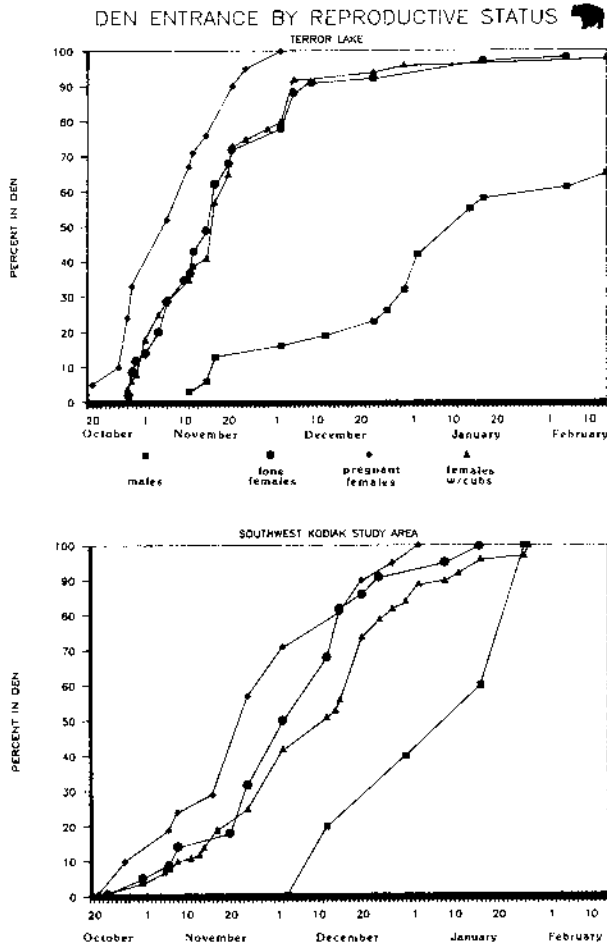 DEN ENTRANCE BY REPRODUCTIVE STATUS
TERROR LAKE
PERCENT IN DEN
100
90
80
70
60
50
40
30
20
10
0
20 1 10 20 1 10 20 1 10 20 1 10
October November December January February
males lone females pregnant females females w/cubs
SOUTHWEST KODIAK STUDY AREA
PERCENT IN DEN
100
90
80
70
60
50
40
30
20
10
0
20 1 10 20 1 10 20 1 10 20 1 10
October November December January February